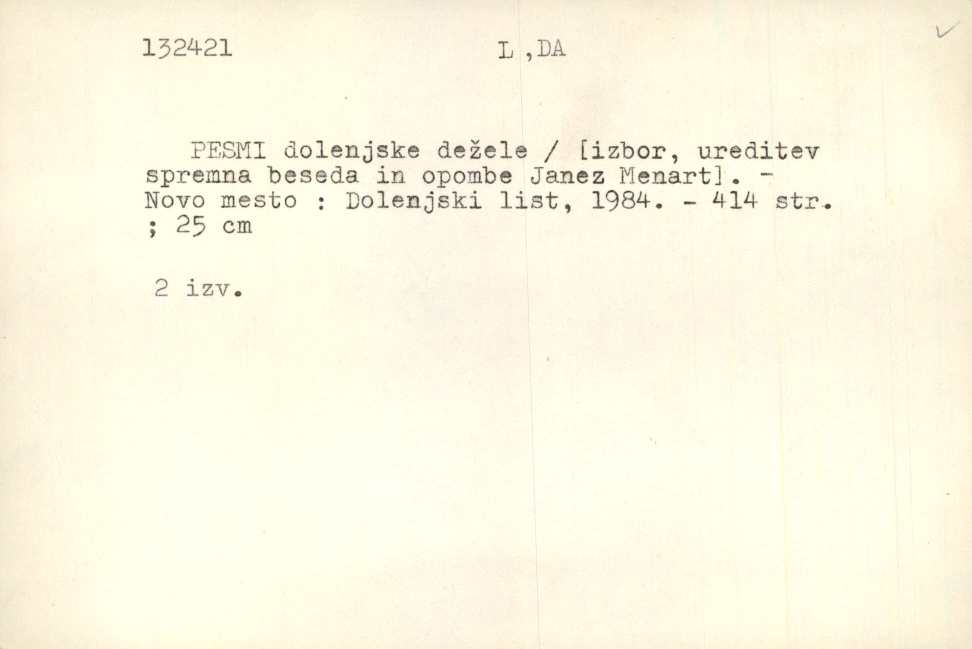 132421 L ,DA
PESMI dolenjske dežele / [izbor, ureditev
spremna beseda in opombe Janez Menart]. -
Novo mesto : Dolenjski list, 1984. - 414 str.
; 25 cm
2 izv.